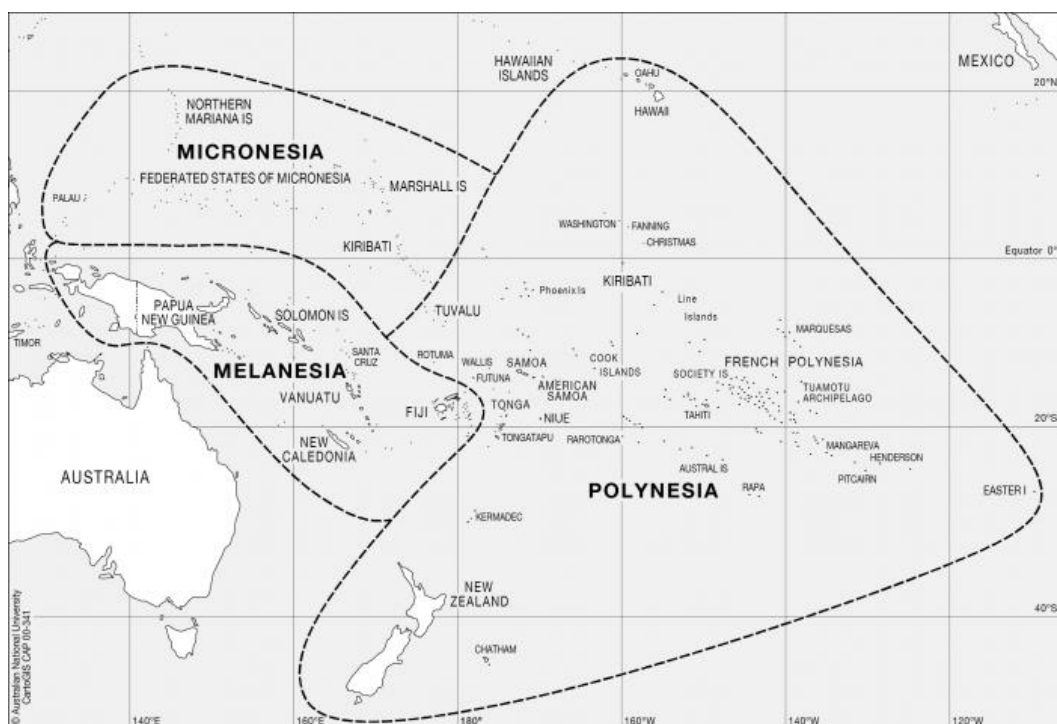 HAWAIIAN
ISLANDS
OAHU
HAWAII
MEXICO
20°N
NORTHERN
MARIANA IS
MICRONESIA
FEDERATED STATES OF MICRONESIA
PALAU
MARSHALL IS
WASHINGTON
FANNING
CHRISTMAS
KIRIBATI
Equator 0°
KIRIBATI
Phoenix Is
Line
Islands
PAPUA
NEW GUINEA
SOLOMON IS
TUVALU
TIMOR
SANTA
CRUZ
ROTUMA
MELANESIA
VANUATU
WALLIS
FUTUNA
SAMOA
AMERICAN
SAMOA
COOK
ISLANDS
SOCIETY IS
FRENCH POLYNESIA
MARQUESAS
TUAMOTU
ARCHIPELAGO
FIJI
TONGA
NIUE
TAHITI
20°S
NEW
CALEDONIA
TONGATAPU
RAROTONGA
MANGAREVA
HENDERSON
PITCAIRN
AUSTRAL IS
AUSTRALIA
POLYNESIA
RAPA
EASTER I
KERMADEC
NEW
ZEALAND
40°S
CHATHAM
© Australian National University
CartoGIS CAP 00-341
140°E
160°E
180°
160°W
140°W
120°W